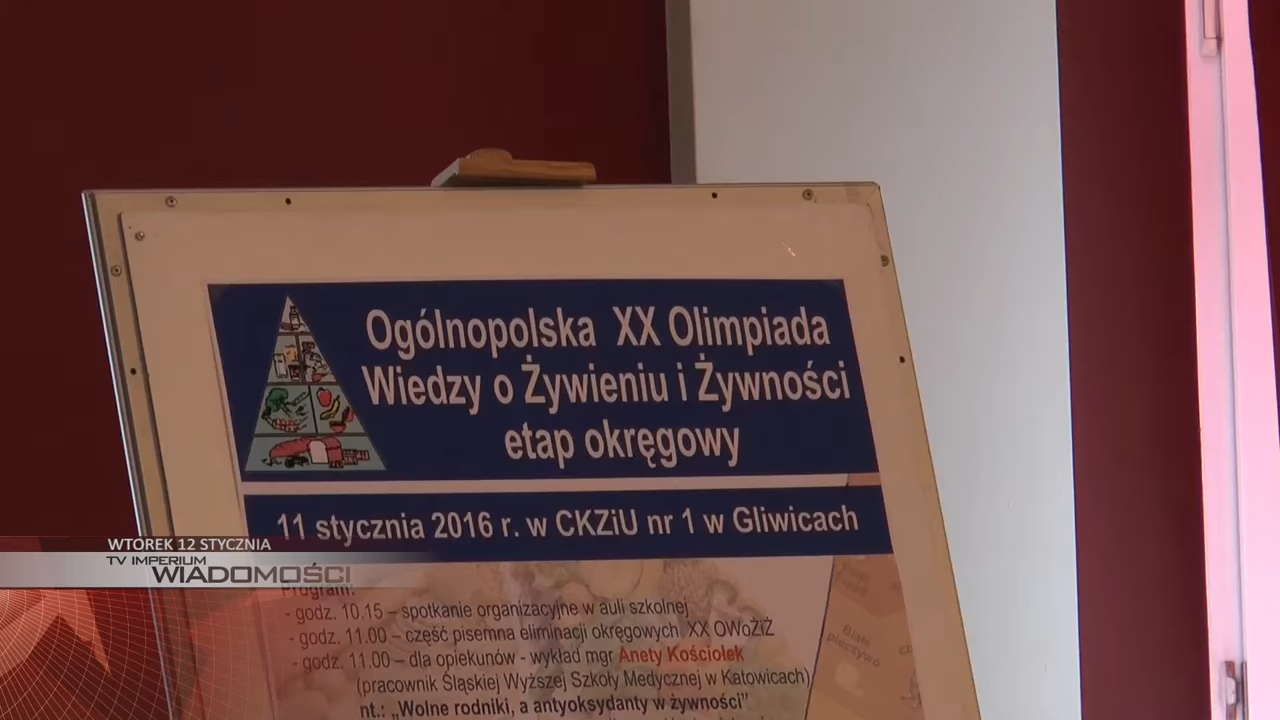 Ogólnopolska XX Olimpiada
Wiedzy o Żywieniu i Żywności
etap okręgowy
11 stycznia 2016 r. w CKZiU nr 1 w Gliwicach
WTOREK 12 STYCZNIA
TV IMPERIUM
WIADOMOŚCI
Program:
- godz. 10.15 – spotkanie organizacyjne w auli szkolnej
- godz. 11.00 – część pisemna eliminacji okręgowych XX OWoŻiŻ
- godz. 11.00 – dla opiekunów - wykład mgr Anety Kościołek
(pracownik Śląskiej Wyższej Szkoły Medycznej w Katowicach)
nt.: „Wolne rodniki, a antyoksydanty w żywności”
Białe
pieczywo